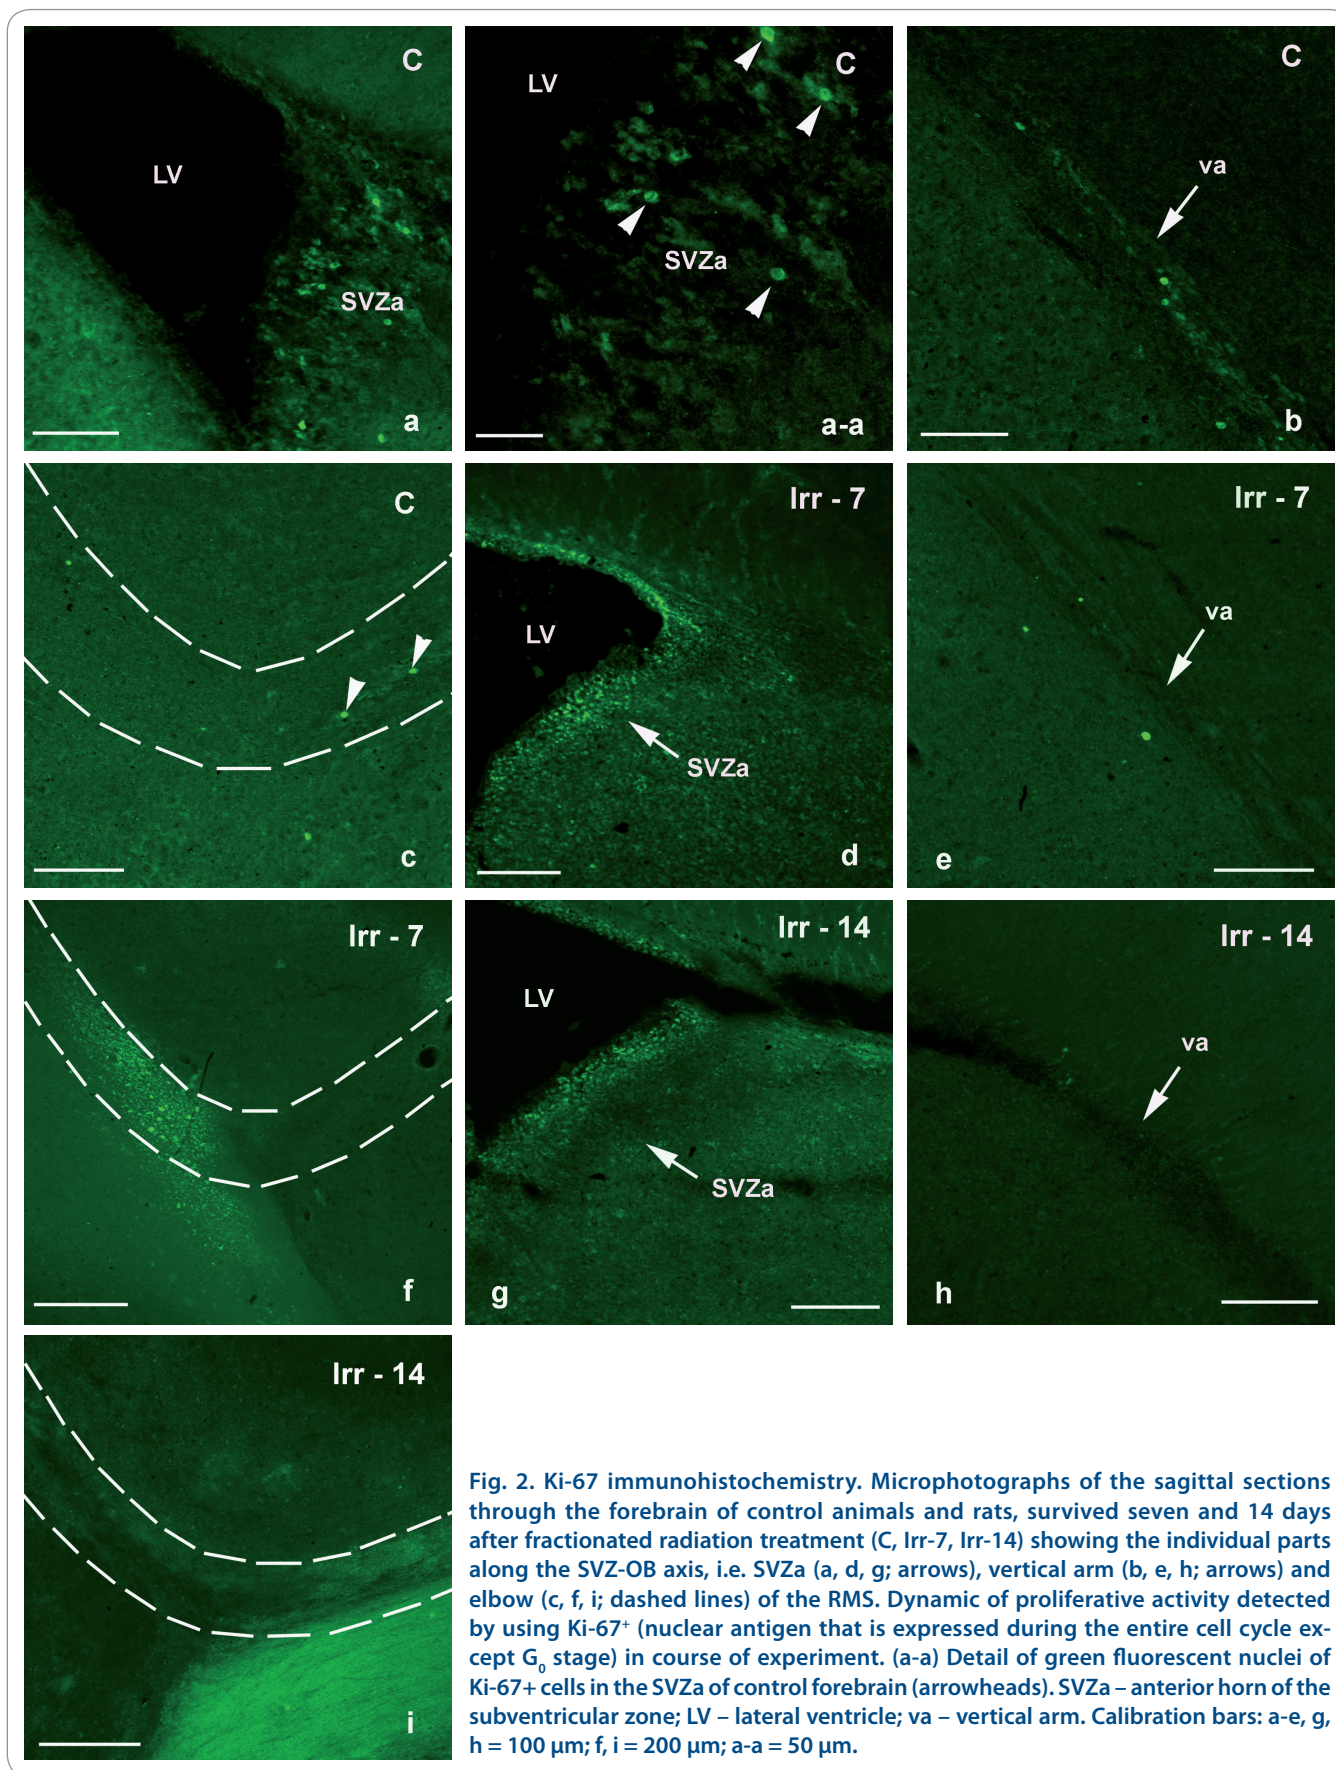 C
LV
SVZa
a
LV
C
SVZa
a-a
C
va
b
C
c
Irr - 7
LV
SVZa
d
Irr - 7
va
e
Irr - 7
f
Irr - 14
LV
SVZa
g
Irr - 14
va
h
Irr - 14
i
Fig. 2. Ki-67 immunohistochemistry. Microphotographs of the sagittal sections
through the forebrain of control animals and rats, survived seven and 14 days
after fractionated radiation treatment (C, Irr-7, Irr-14) showing the individual parts
along the SVZ-OB axis, i.e. SVZa (a, d, g; arrows), vertical arm (b, e, h; arrows) and
elbow (c, f, i; dashed lines) of the RMS. Dynamic of proliferative activity detected
by using Ki-67⁺ (nuclear antigen that is expressed during the entire cell cycle ex-
cept G₀ stage) in course of experiment. (a-a) Detail of green fluorescent nuclei of
Ki-67+ cells in the SVZa of control forebrain (arrowheads). SVZa – anterior horn of the
subventricular zone; LV – lateral ventricle; va – vertical arm. Calibration bars: a-e, g,
h = 100 µm; f, i = 200 µm; a-a = 50 µm.